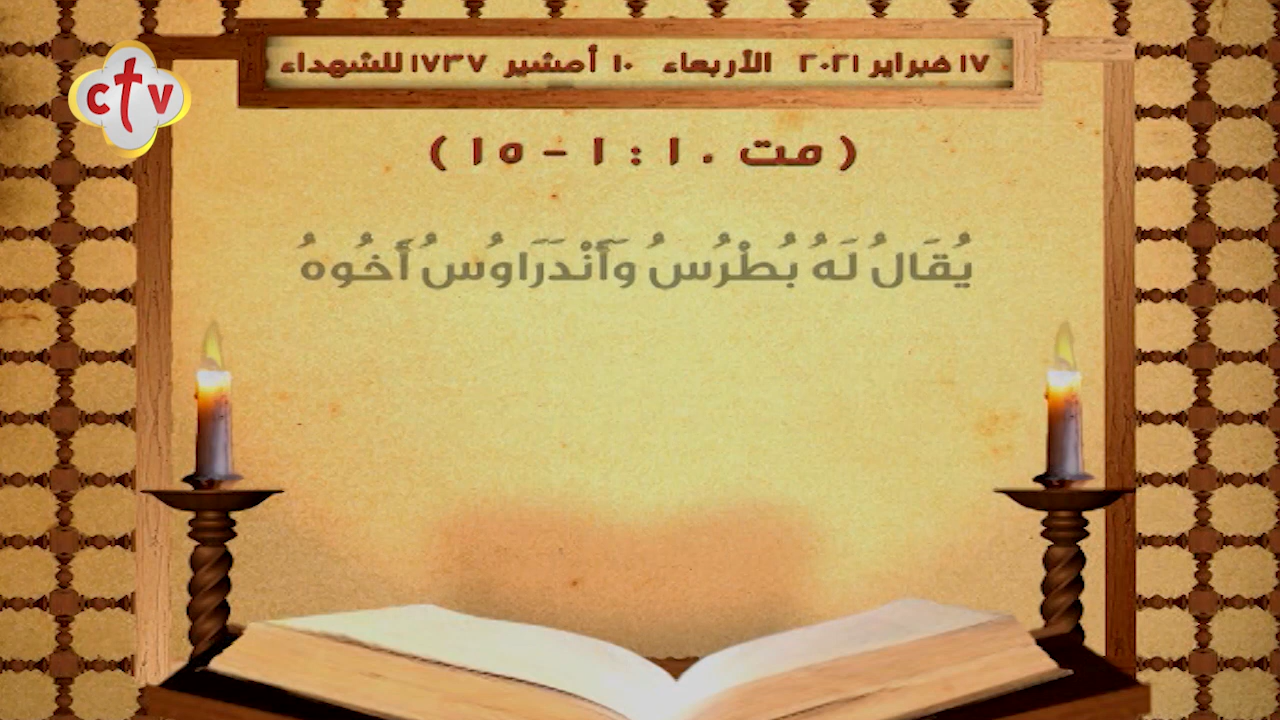 ١٧ فبراير ٢٠٢١ الأربعاء ١٠ أمشير ١٧٣٧ للشهداء
ctv
( مت ١٠ : ١ - ١٥ )
يُقَالُ لَهُ بُطْرُسُ وَأَنْدَرَاوُسُ أَخُوهُ